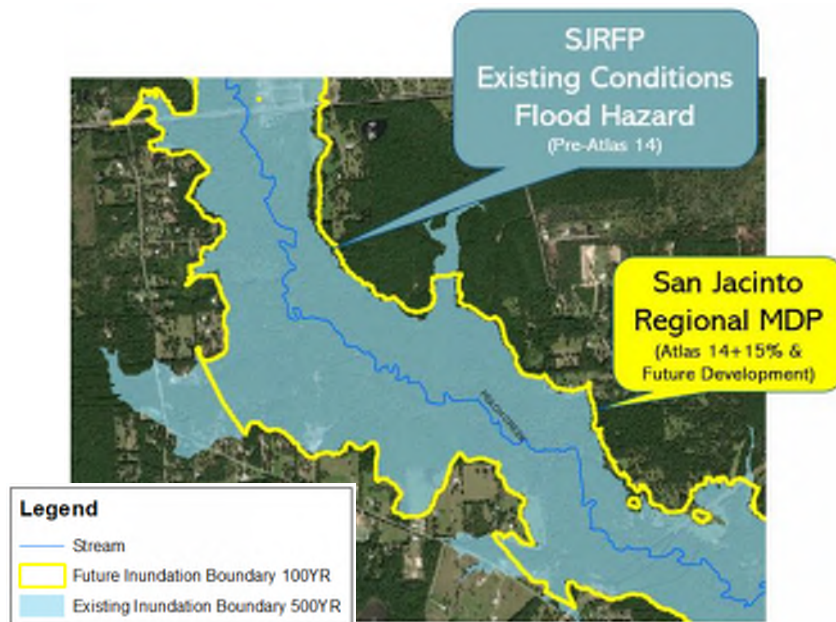 SJRFP
Existing Conditions
Flood Hazard
(Pre-Atlas 14)
San Jacinto
Regional MDP
(Atlas 14+15% &
Future Development)
Legend
Stream
Future Inundation Boundary 100YR
Existing Inundation Boundary 500YR